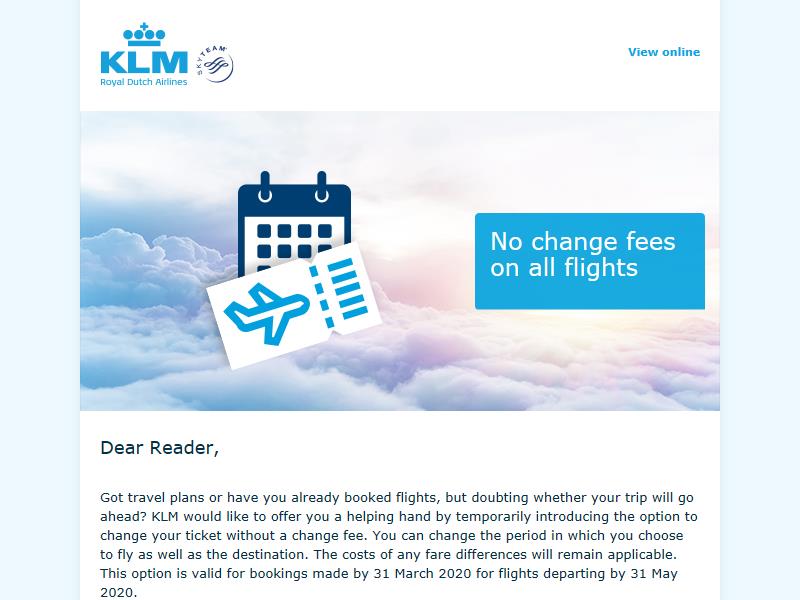 KLM
Royal Dutch Airlines
SKYTEAM
View online
No change fees
on all flights
Dear Reader,
Got travel plans or have you already booked flights, but doubting whether your trip will go
ahead? KLM would like to offer you a helping hand by temporarily introducing the option to
change your ticket without a change fee. You can change the period in which you choose
to fly as well as the destination. The costs of any fare differences will remain applicable.
This option is valid for bookings made by 31 March 2020 for flights departing by 31 May
2020.